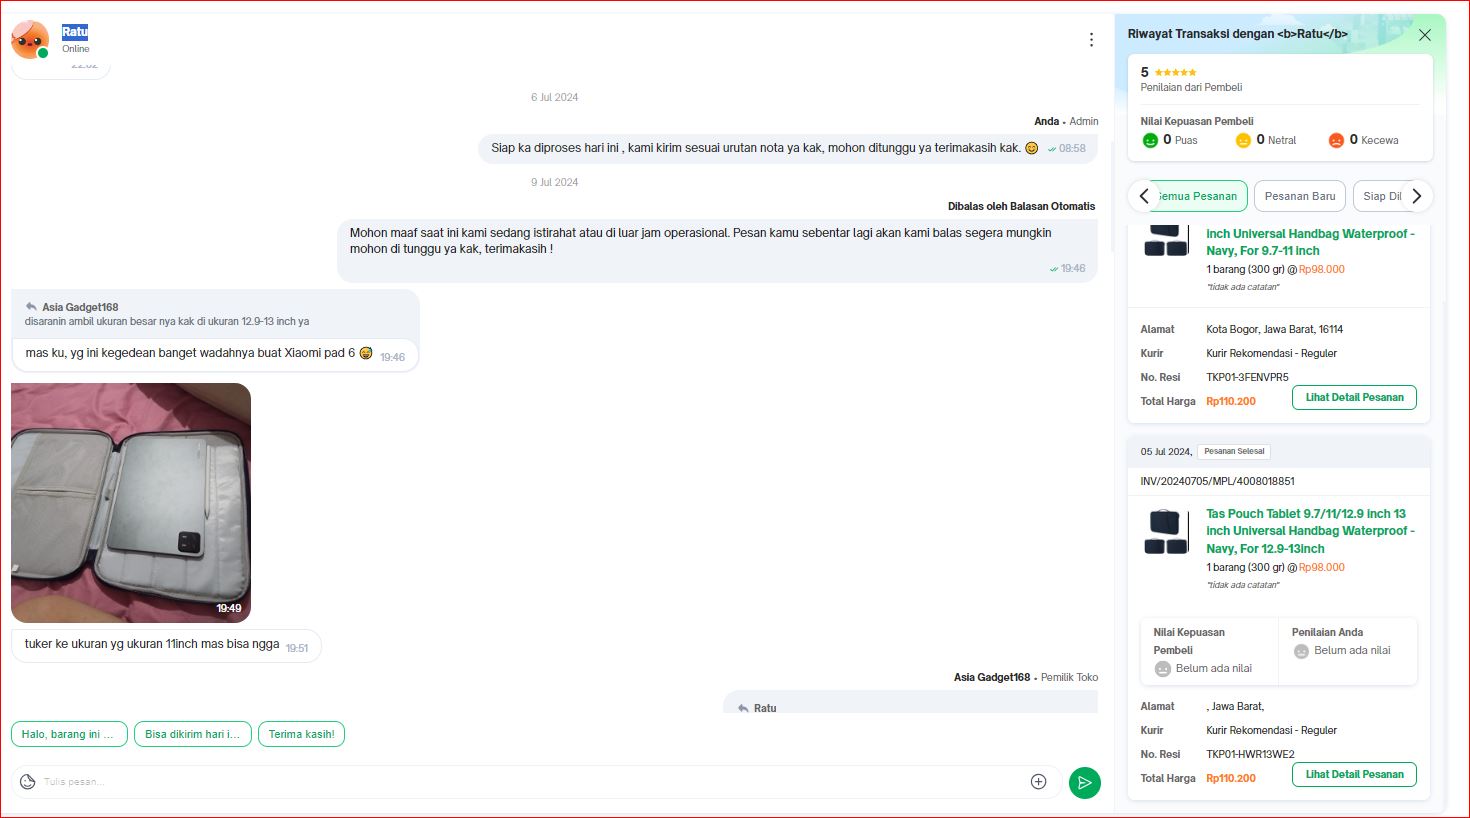 Ratu
Online
22:02
6 Jul 2024
Anda • Admin
Siap ka diproses hari ini , kami kirim sesuai urutan nota ya kak, mohon ditunggu ya terimakasih kak. 😊 08:58
9 Jul 2024
Dibalas oleh Balasan Otomatis
Mohon maaf saat ini kami sedang istirahat atau di luar jam operasional. Pesan kamu sebentar lagi akan kami balas segera mungkin
mohon di tunggu ya kak, terimakasih !
19:46
Asia Gadget168
disaranin ambil ukuran besar nya kak di ukuran 12.9-13 inch ya
mas ku, yg ini kegedean banget wadahnya buat Xiaomi pad 6 😅 19:46
19:49
tuker ke ukuran yg ukuran 11inch mas bisa ngga 19:51
Asia Gadget168 • Pemilik Toko
Ratu
Halo, barang ini ...
Bisa dikirim hari i...
Terima kasih!
Tulis pesan...
Riwayat Transaksi dengan <b>Ratu</b>
5
Penilaian dari Pembeli
Nilai Kepuasan Pembeli
0 Puas
0 Netral
0 Kecewa
Semua Pesanan
Pesanan Baru
Siap Di
inch Universal Handbag Waterproof -
Navy, For 9.7-11 inch
1 barang (300 gr) @ Rp98.000
"tidak ada catatan"
Alamat Kota Bogor, Jawa Barat, 16114
Kurir Kurir Rekomendasi - Reguler
No. Resi TKP01-3FENVPR5
Total Harga Rp110.200
Lihat Detail Pesanan
05 Jul 2024, Pesanan Selesai
INV/20240705/MPL/4008018851
Tas Pouch Tablet 9.7/11/12.9 inch 13
inch Universal Handbag Waterproof -
Navy, For 12.9-13inch
1 barang (300 gr) @ Rp98.000
"tidak ada catatan"
Nilai Kepuasan
Pembeli
Belum ada nilai
Penilaian Anda
Belum ada nilai
Alamat , Jawa Barat,
Kurir Kurir Rekomendasi - Reguler
No. Resi TKP01-HWR13WE2
Total Harga Rp110.200
Lihat Detail Pesanan